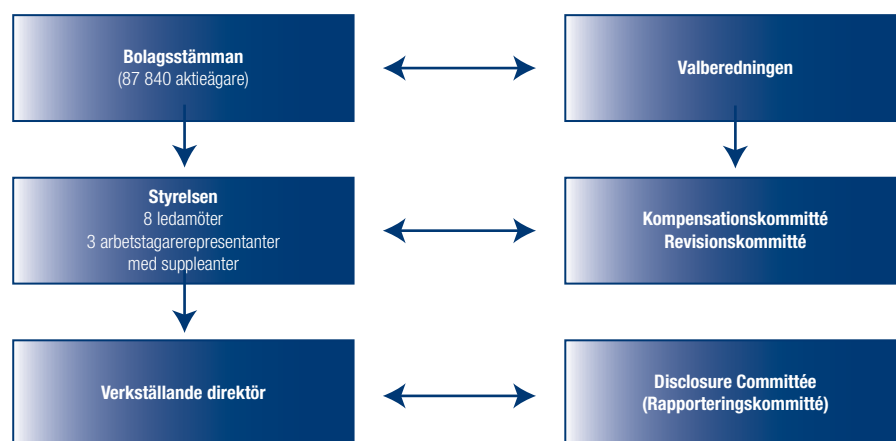 Bolagsstämman
(87 840 aktieägare)
Valberedningen
Styrelsen
8 ledamöter
3 arbetstagarerepresentanter
med suppleanter
Kompensationskommitté
Revisionskommitté
Verkställande direktör
Disclosure Committée
(Rapporteringskommitté)